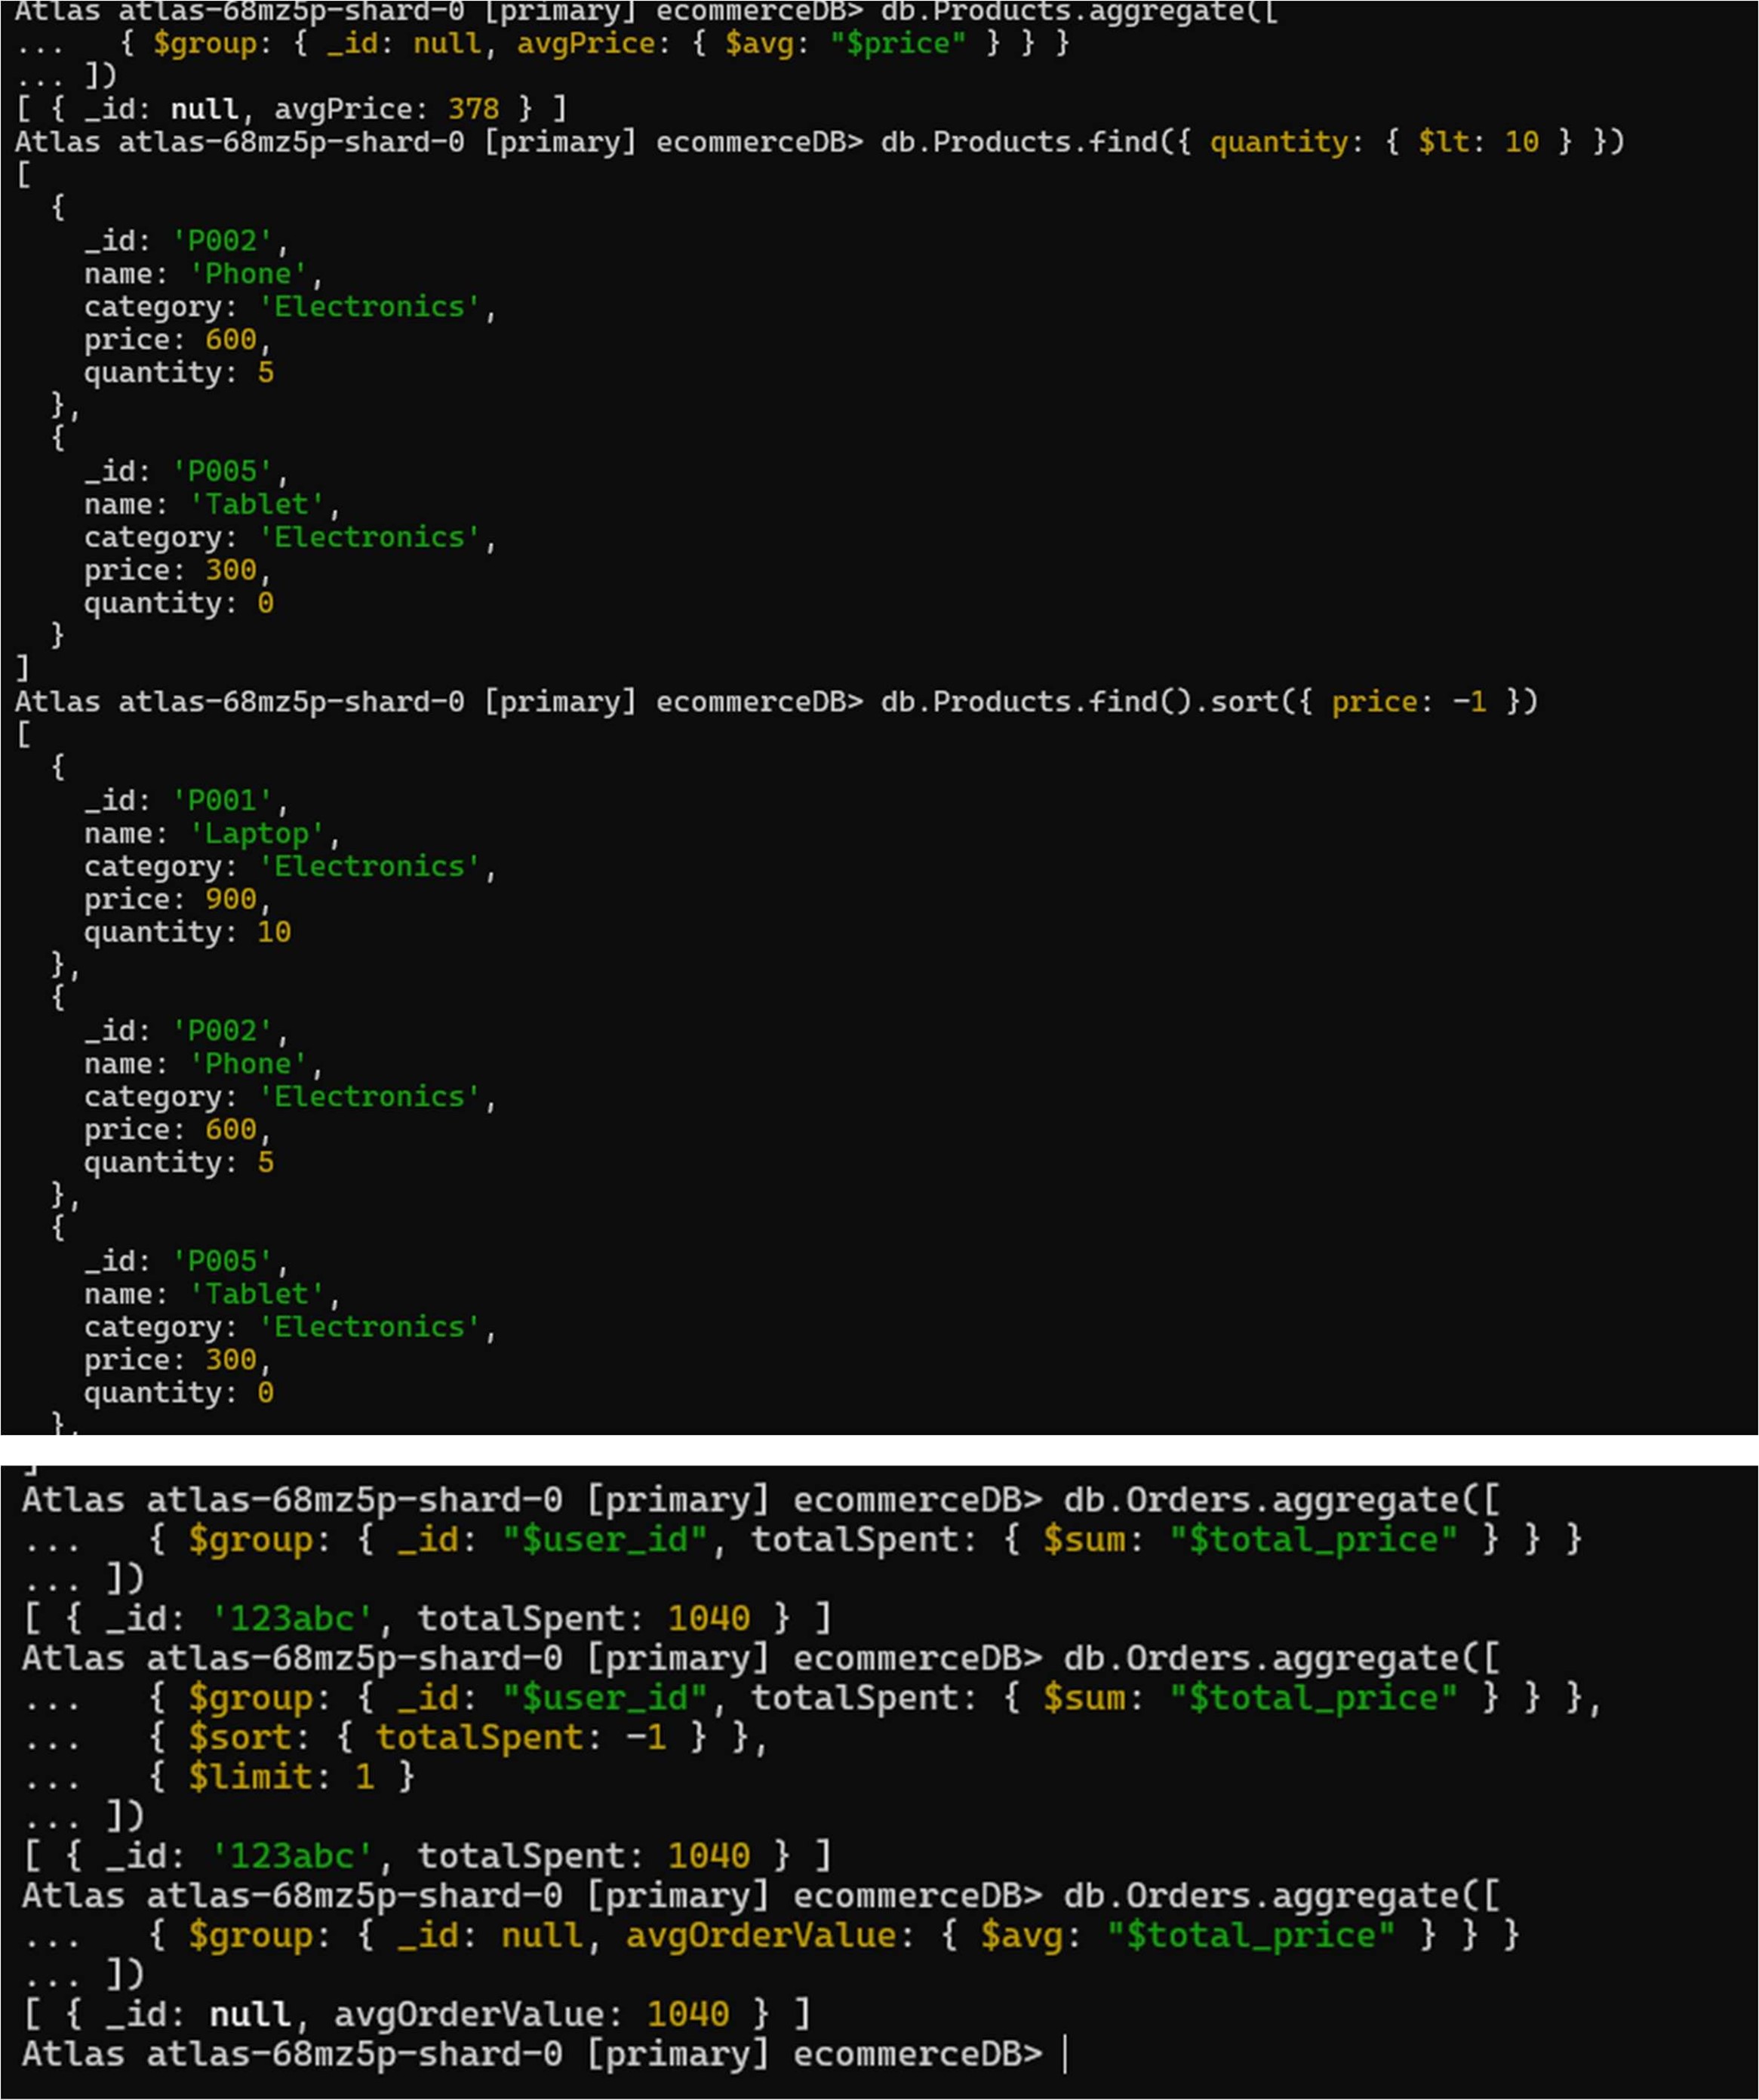 Atlas atlas-68mz5p-shard-0 [primary] ecommerceDB> db.Products.aggregate([
...   { $group: { _id: null, avgPrice: { $avg: "$price" } } }
... ])
[ { _id: null, avgPrice: 378 } ]
Atlas atlas-68mz5p-shard-0 [primary] ecommerceDB> db.Products.find({ quantity: { $lt: 10 } })
[
  {
    _id: 'P002',
    name: 'Phone',
    category: 'Electronics',
    price: 600,
    quantity: 5
  },
  {
    _id: 'P005',
    name: 'Tablet',
    category: 'Electronics',
    price: 300,
    quantity: 0
  }
]
Atlas atlas-68mz5p-shard-0 [primary] ecommerceDB> db.Products.find().sort({ price: -1 })
[
  {
    _id: 'P001',
    name: 'Laptop',
    category: 'Electronics',
    price: 900,
    quantity: 10
  },
  {
    _id: 'P002',
    name: 'Phone',
    category: 'Electronics',
    price: 600,
    quantity: 5
  },
  {
    _id: 'P005',
    name: 'Tablet',
    category: 'Electronics',
    price: 300,
    quantity: 0
  },
]
Atlas atlas-68mz5p-shard-0 [primary] ecommerceDB> db.Orders.aggregate([
...   { $group: { _id: "$user_id", totalSpent: { $sum: "$total_price" } } }
... ])
[ { _id: '123abc', totalSpent: 1040 } ]
Atlas atlas-68mz5p-shard-0 [primary] ecommerceDB> db.Orders.aggregate([
...   { $group: { _id: "$user_id", totalSpent: { $sum: "$total_price" } } },
...   { $sort: { totalSpent: -1 } },
...   { $limit: 1 }
... ])
[ { _id: '123abc', totalSpent: 1040 } ]
Atlas atlas-68mz5p-shard-0 [primary] ecommerceDB> db.Orders.aggregate([
...   { $group: { _id: null, avgOrderValue: { $avg: "$total_price" } } }
... ])
[ { _id: null, avgOrderValue: 1040 } ]
Atlas atlas-68mz5p-shard-0 [primary] ecommerceDB>